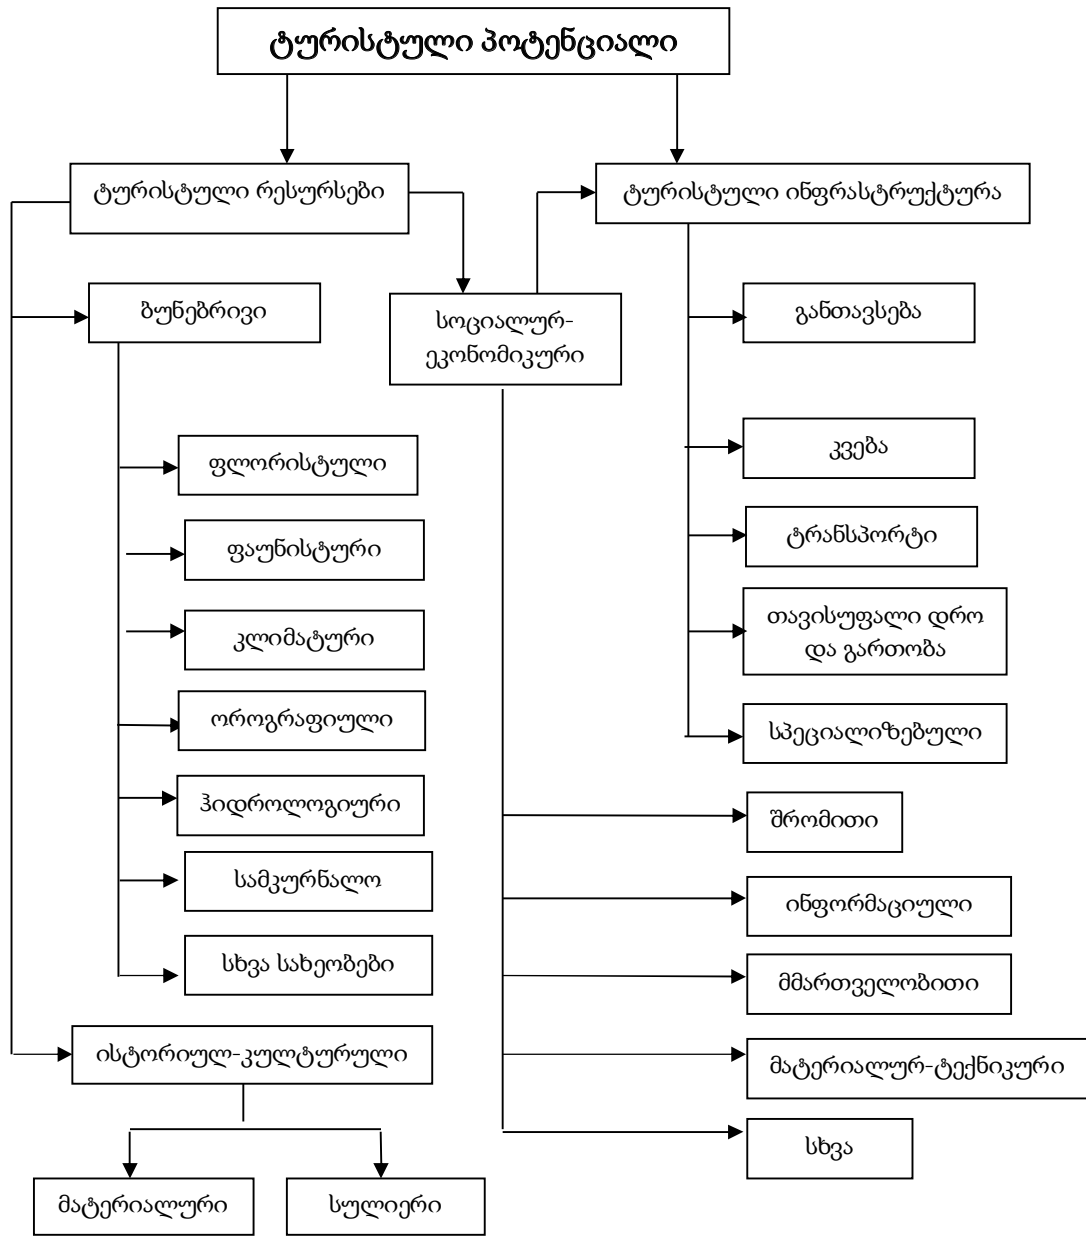 ტურისტული პოტენციალი
ტურისტული რესურსები
ტურისტული ინფრასტრუქტურა
ბუნებრივი
სოციალურ-
ეკონომიკური
განთავსება
კვება
ფლორისტული
ტრანსპორტი
ფაუნისტური
თავისუფალი დრო
და გართობა
კლიმატური
ოროგრაფიული
სპეციალიზებული
ჰიდროლოგიური
შრომითი
სამკურნალო
ინფორმაციული
სხვა სახეობები
მმართველობითი
ისტორიულ-კულტურული
მატერიალურ-ტექნიკური
სხვა
მატერიალური
სულიერი